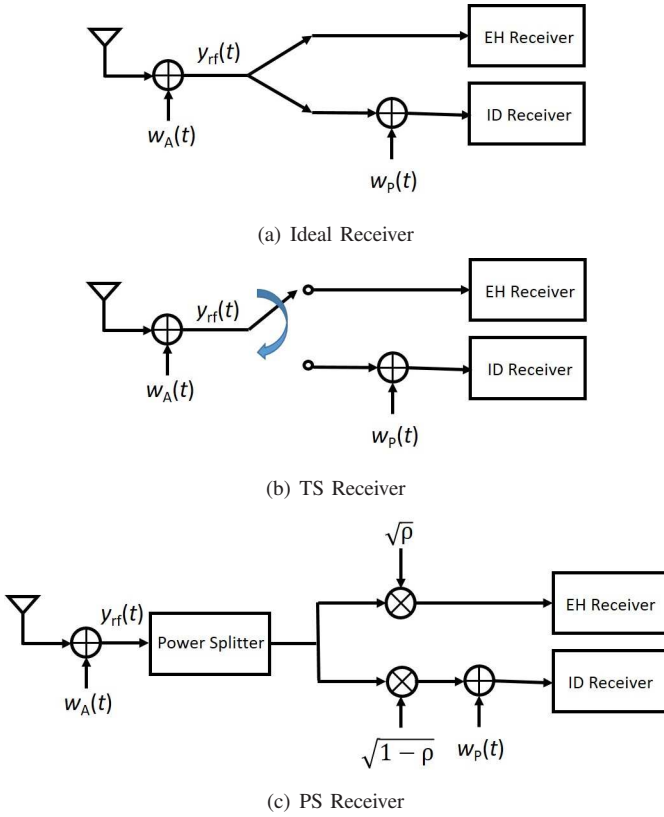 y_rf(t)
EH Receiver
ID Receiver
w_A(t)
w_P(t)
(a) Ideal Receiver
y_rf(t)
EH Receiver
ID Receiver
w_A(t)
w_P(t)
(b) TS Receiver
√ρ
y_rf(t)
Power Splitter
EH Receiver
ID Receiver
w_A(t)
√(1 − ρ)
w_P(t)
(c) PS Receiver